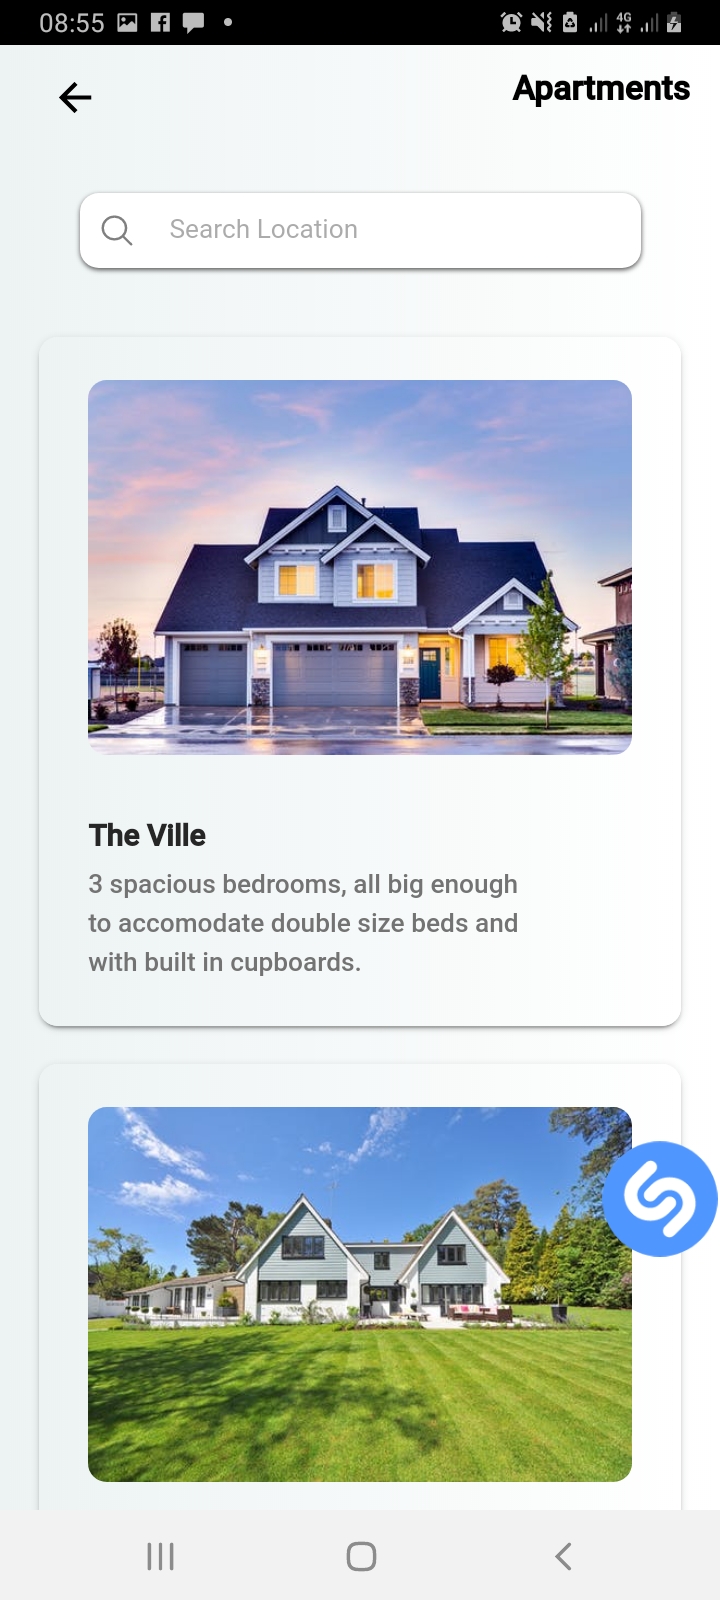 08:55
4G
Apartments
Search Location
The Ville
3 spacious bedrooms, all big enough
to accomodate double size beds and
with built in cupboards.